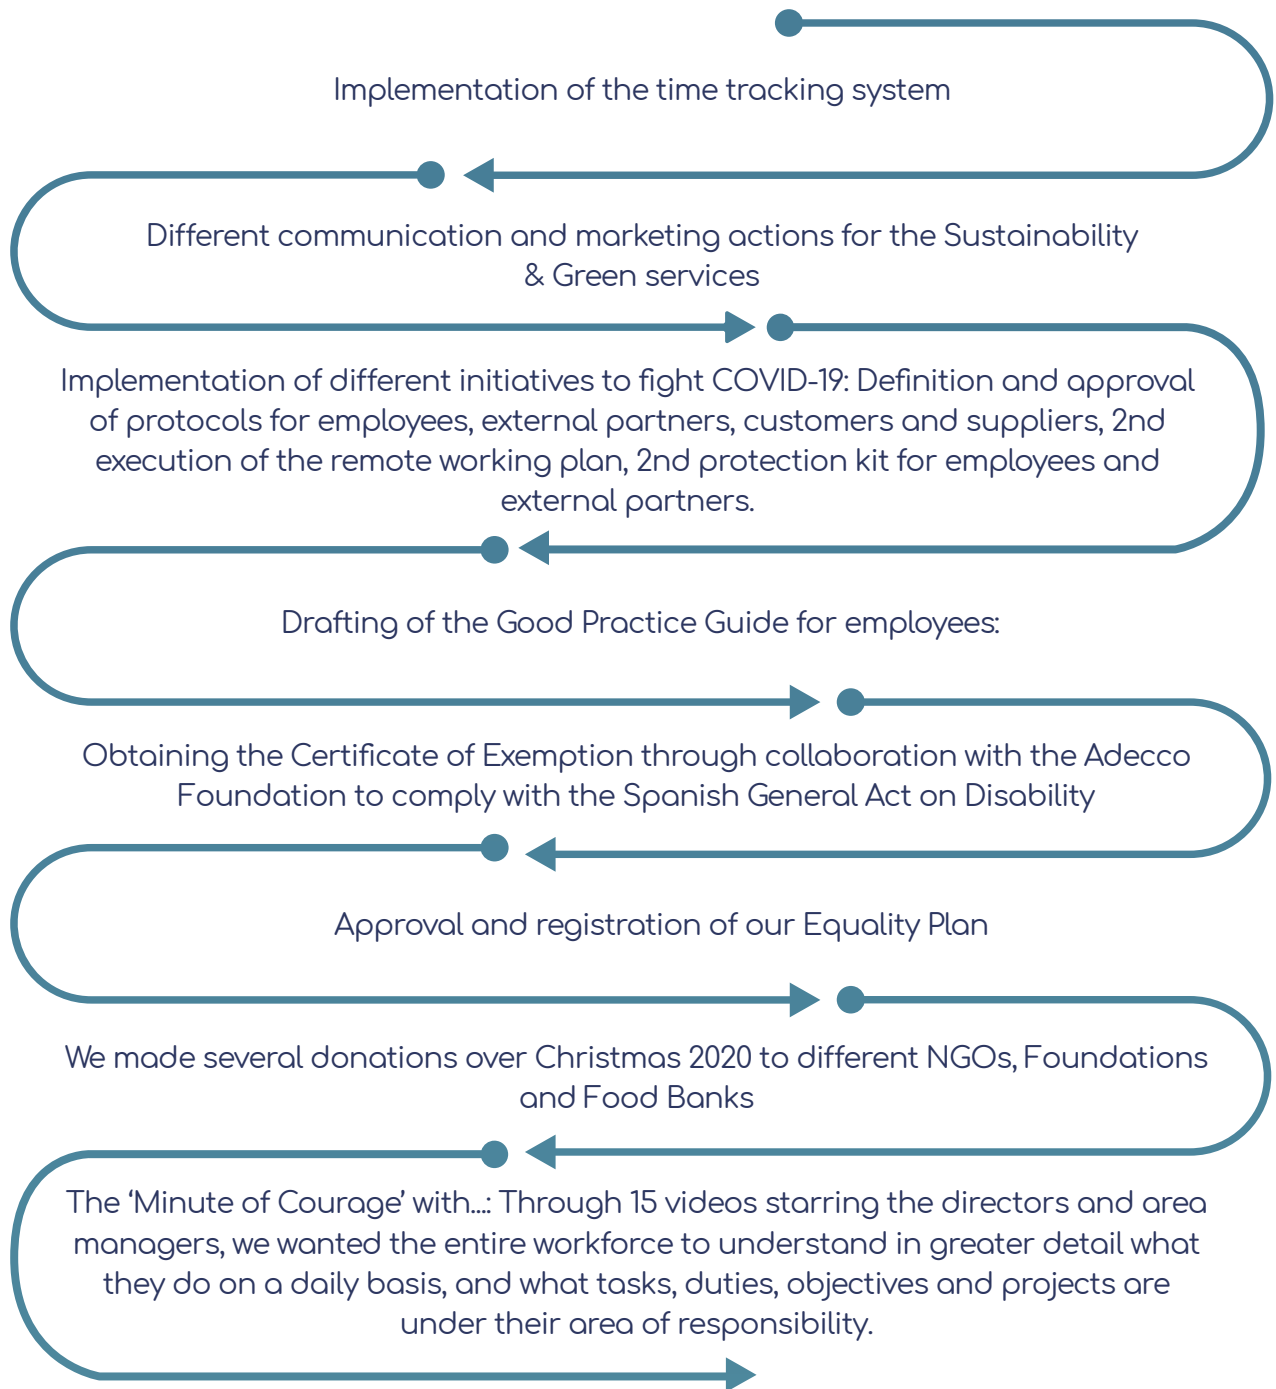 Implementation of the time tracking system
Different communication and marketing actions for the Sustainability
& Green services
Implementation of different initiatives to fight COVID-19: Definition and approval
of protocols for employees, external partners, customers and suppliers, 2nd
execution of the remote working plan, 2nd protection kit for employees and
external partners.
Drafting of the Good Practice Guide for employees:
Obtaining the Certificate of Exemption through collaboration with the Adecco
Foundation to comply with the Spanish General Act on Disability
Approval and registration of our Equality Plan
We made several donations over Christmas 2020 to different NGOs, Foundations
and Food Banks
The ‘Minute of Courage’ with...: Through 15 videos starring the directors and area
managers, we wanted the entire workforce to understand in greater detail what
they do on a daily basis, and what tasks, duties, objectives and projects are
under their area of responsibility.